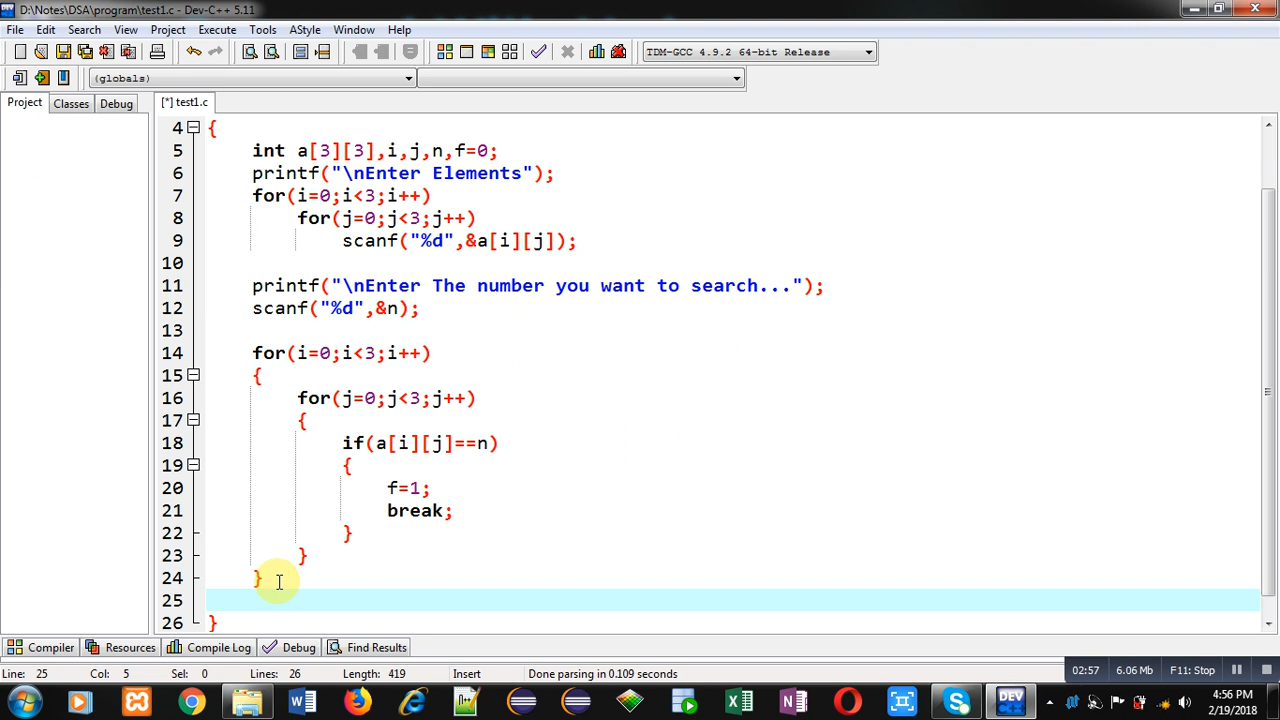 D:\Notes\DSA\program\test1.c - Dev-C++ 5.11
File Edit Search View Project Execute Tools AStyle Window Help
TDM-GCC 4.9.2 64-bit Release
(globals)
Project Classes Debug [*] test1.c
4 {
5 int a[3][3],i,j,n,f=0;
6 printf("\nEnter Elements");
7 for(i=0;i<3;i++)
8 for(j=0;j<3;j++)
9 scanf("%d",&a[i][j]);
10
11 printf("\nEnter The number you want to search...");
12 scanf("%d",&n);
13
14 for(i=0;i<3;i++)
15 {
16 for(j=0;j<3;j++)
17 {
18 if(a[i][j]==n)
19 {
20 f=1;
21 break;
22 }
23 }
24 }
25
26 }
Compiler Resources Compile Log Debug Find Results
Line: 25 Col: 5 Sel: 0 Lines: 26 Length: 419 Insert Done parsing in 0.109 seconds
02:57 6.06 Mb F11: Stop
DEV
4:56 PM
2/19/2018